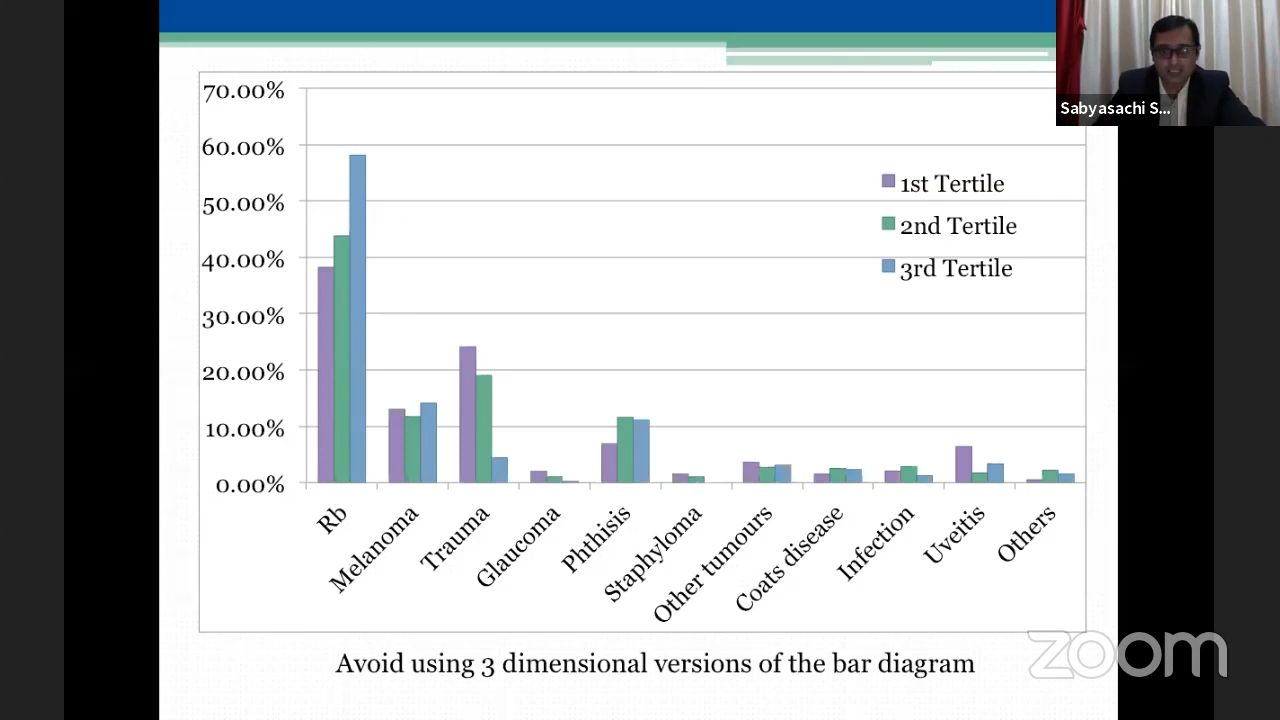 Sabyasachi S...
70.00%
60.00%
50.00%
40.00%
30.00%
20.00%
10.00%
0.00%
1st Tertile
2nd Tertile
3rd Tertile
Rb
Melanoma
Trauma
Glaucoma
Phthisis
Staphyloma
Other tumours
Coats disease
Infection
Uveitis
Others
Avoid using 3 dimensional versions of the bar diagram
zoom